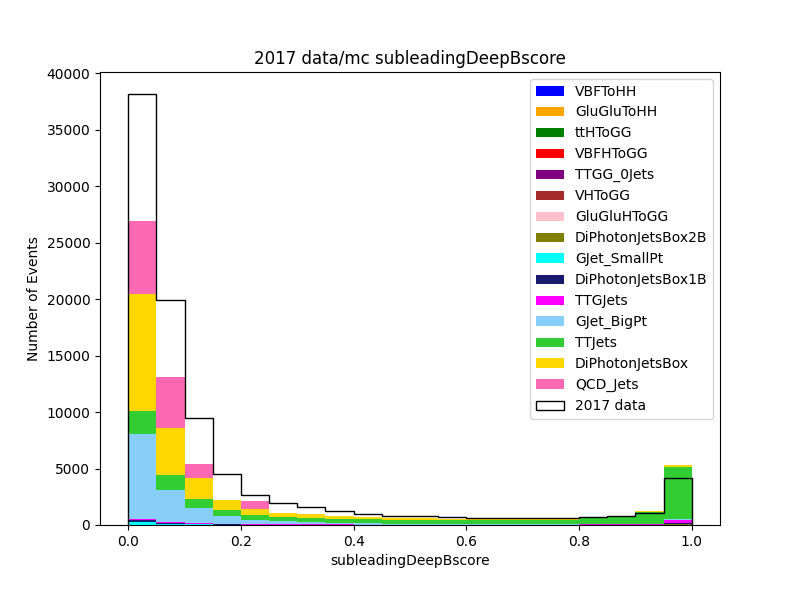 2017 data/mc subleadingDeepBscore
Number of Events
40000
35000
30000
25000
20000
15000
10000
5000
0
0.0
0.2
0.4
0.6
0.8
1.0
subleadingDeepBscore
VBFToHH
GluGluToHH
ttHToGG
VBFHToGG
TTGG_0Jets
VHToGG
GluGluHToGG
DiPhotonJetsBox2B
GJet_SmallPt
DiPhotonJetsBox1B
TTGJets
GJet_BigPt
TTJets
DiPhotonJetsBox
QCD_Jets
2017 data